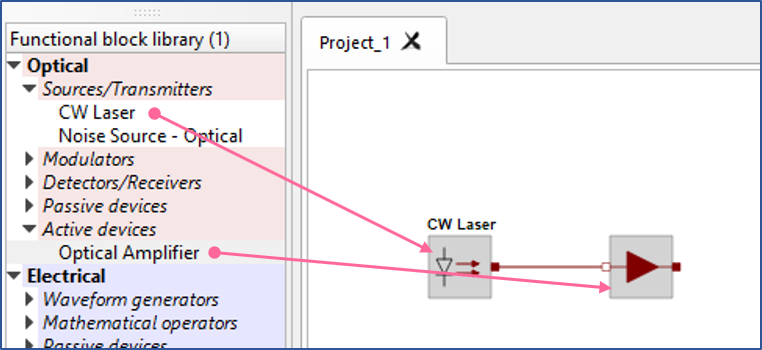 Functional block library (1)
Optical
Sources/Transmitters
CW Laser
Noise Source - Optical
Modulators
Detectors/Receivers
Passive devices
Active devices
Optical Amplifier
Electrical
Waveform generators
Mathematical operators
Passive devices
Project_1
CW Laser